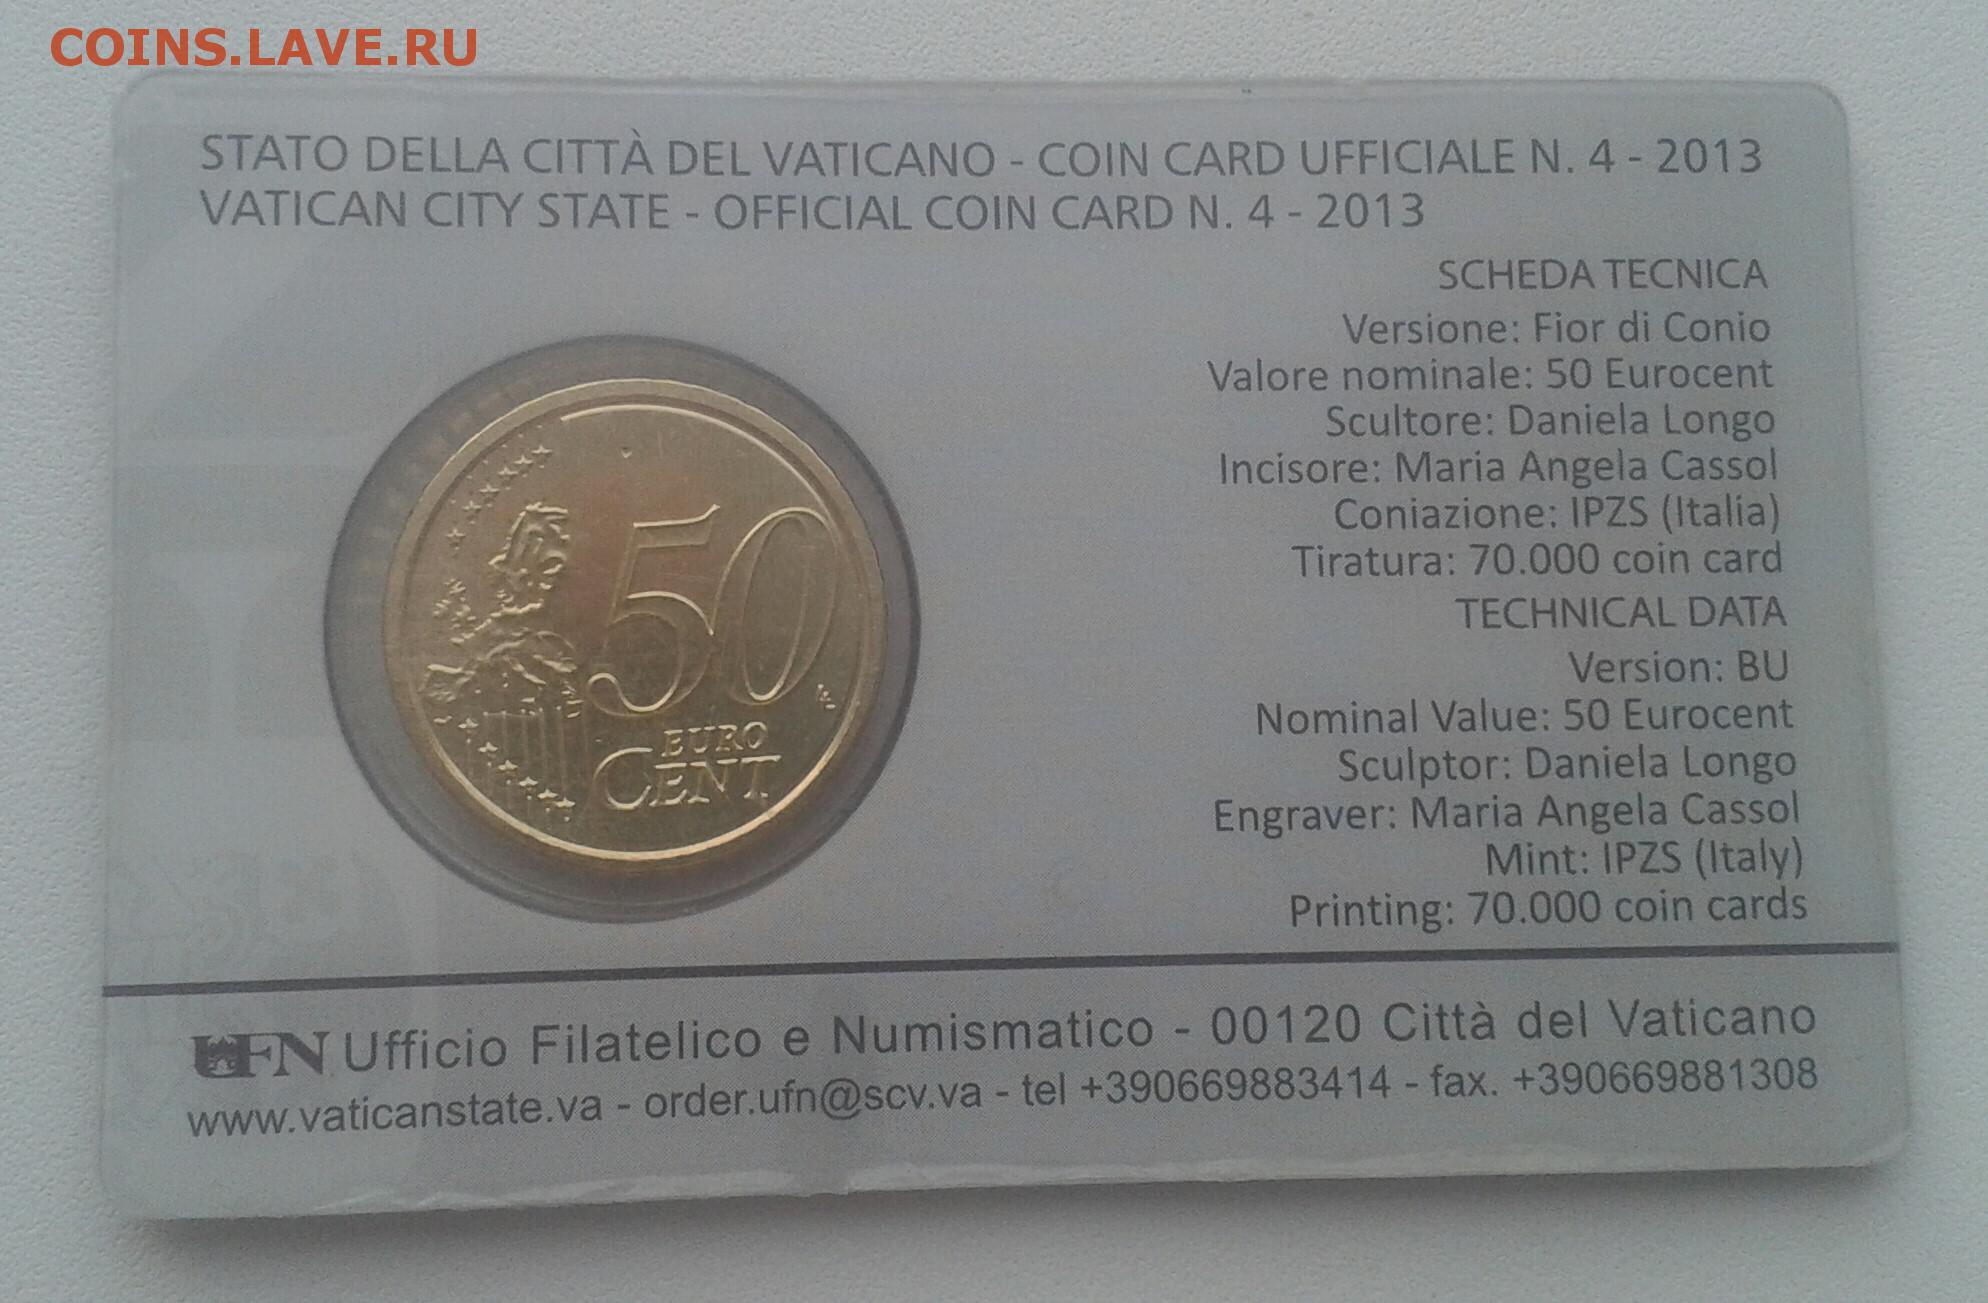 COINS.LAVE.RU
STATO DELLA CITTÀ DEL VATICANO - COIN CARD UFFICIALE N. 4 - 2013
VATICAN CITY STATE - OFFICIAL COIN CARD N. 4 - 2013
SCHEDA TECNICA
Versione: Fior di Conio
Valore nominale: 50 Eurocent
Scultore: Daniela Longo
Incisore: Maria Angela Cassol
Coniazione: IPZS (Italia)
Tiratura: 70.000 coin card
TECHNICAL DATA
Version: BU
Nominal Value: 50 Eurocent
Sculptor: Daniela Longo
Engraver: Maria Angela Cassol
Mint: IPZS (Italy)
Printing: 70.000 coin cards
50
EURO
CENT
UFN Ufficio Filatelico e Numismatico - 00120 Città del Vaticano
www.vaticanstate.va - order.ufn@scv.va - tel +390669883414 - fax. +390669881308